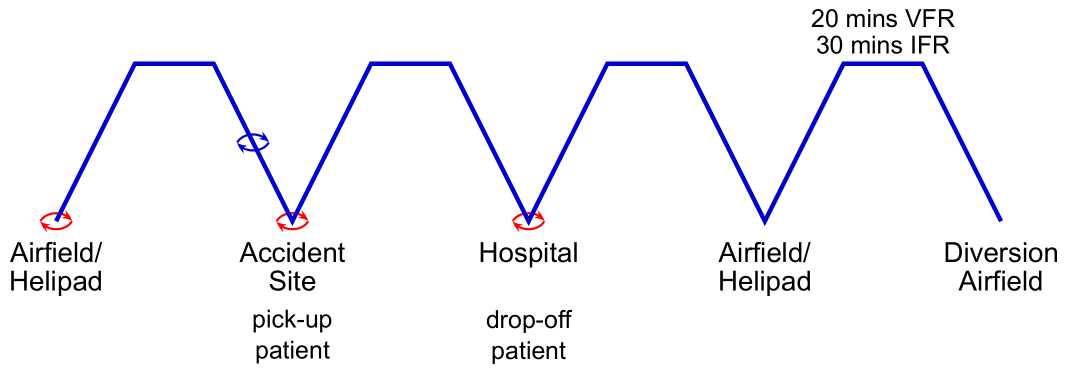 20 mins VFR
30 mins IFR
Airfield/
Helipad
Accident
Site
pick-up
patient
Hospital
drop-off
patient
Airfield/
Helipad
Diversion
Airfield